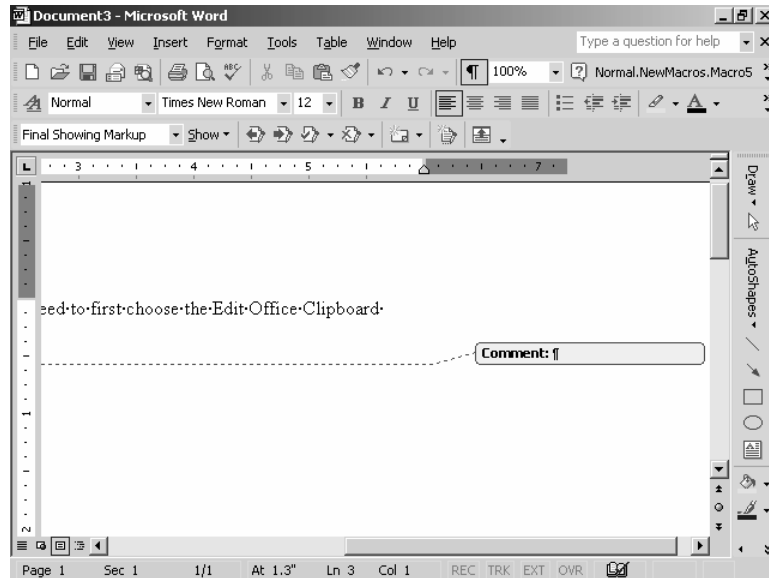 Document3 - Microsoft Word
File Edit View Insert Format Tools Table Window Help Type a question for help
100% Normal.NewMacros.Macro5
Normal Times New Roman 12 B I U A
Final Showing Markup Show
3 4 5 7
eed·to·first·choose·the·Edit·Office·Clipboard·
Comment: ¶
Draw
AutoShapes
1
2
Page 1 Sec 1 1/1 At 1.3" Ln 3 Col 1 REC TRK EXT OVR